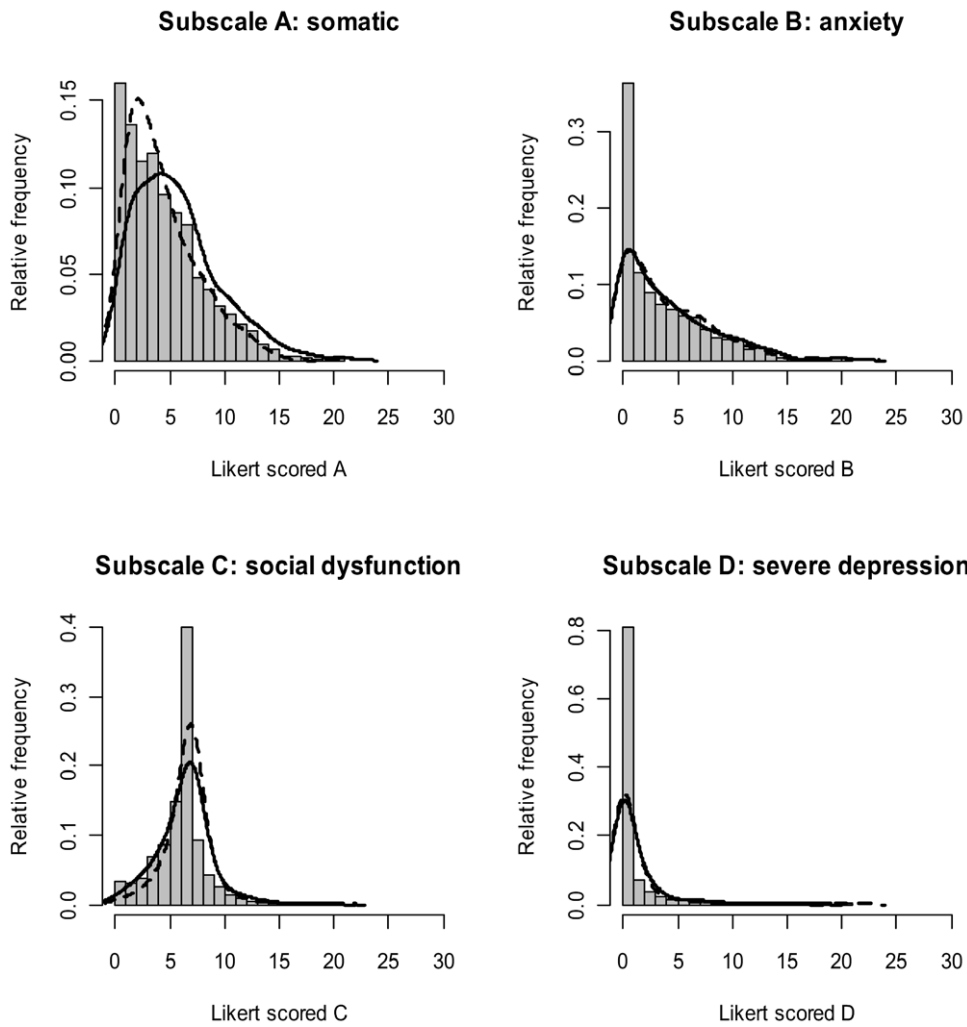 Subscale A: somatic
Relative frequency
0.00 0.05 0.10 0.15
0 5 10 15 20 25 30
Likert scored A
Subscale B: anxiety
Relative frequency
0.0 0.1 0.2 0.3
0 5 10 15 20 25 30
Likert scored B
Subscale C: social dysfunction
Relative frequency
0.0 0.1 0.2 0.3 0.4
0 5 10 15 20 25 30
Likert scored C
Subscale D: severe depression
Relative frequency
0.0 0.2 0.4 0.6 0.8
0 5 10 15 20 25 30
Likert scored D